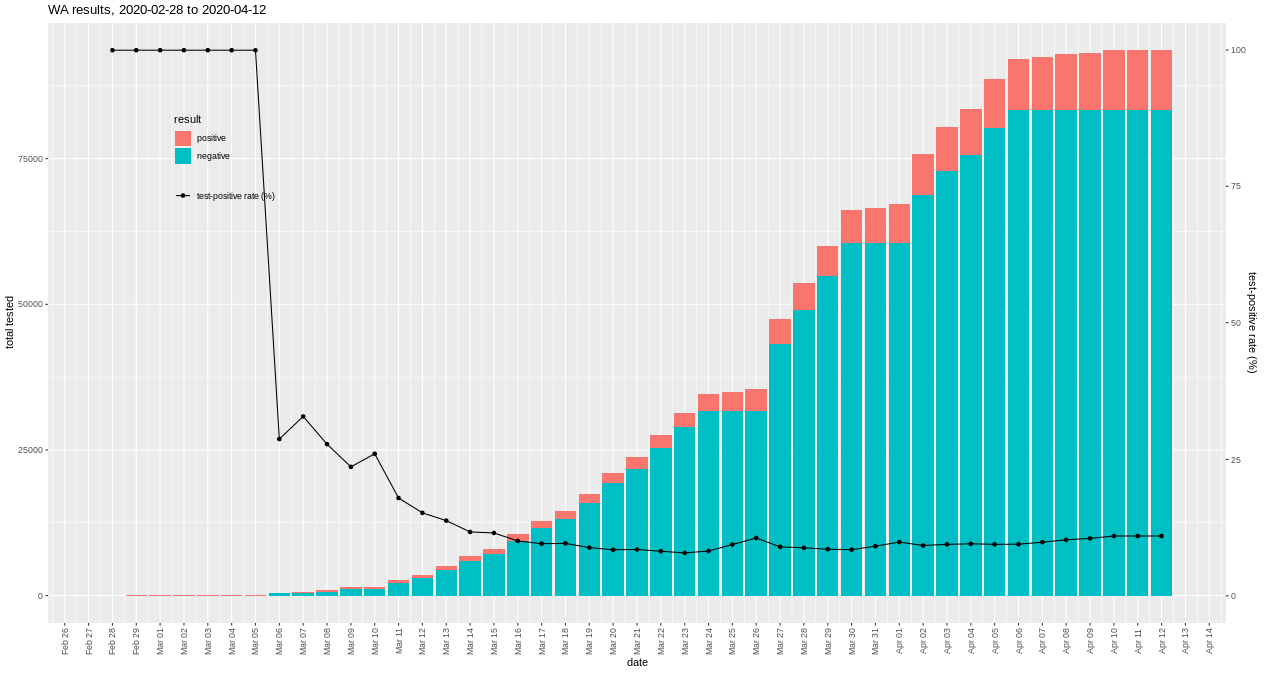 WA results, 2020-02-28 to 2020-04-12
result
positive
negative
test-positive rate (%)
total tested
75000
50000
25000
0
100
75
50
25
0
test-positive rate (%)
Feb 26
Feb 27
Feb 28
Feb 29
Mar 01
Mar 02
Mar 03
Mar 04
Mar 05
Mar 06
Mar 07
Mar 08
Mar 09
Mar 10
Mar 11
Mar 12
Mar 13
Mar 14
Mar 15
Mar 16
Mar 17
Mar 18
Mar 19
Mar 20
Mar 21
Mar 22
Mar 23
Mar 24
Mar 25
Mar 26
Mar 27
Mar 28
Mar 29
Mar 30
Mar 31
Apr 01
Apr 02
Apr 03
Apr 04
Apr 05
Apr 06
Apr 07
Apr 08
Apr 09
Apr 10
Apr 11
Apr 12
Apr 13
Apr 14
date